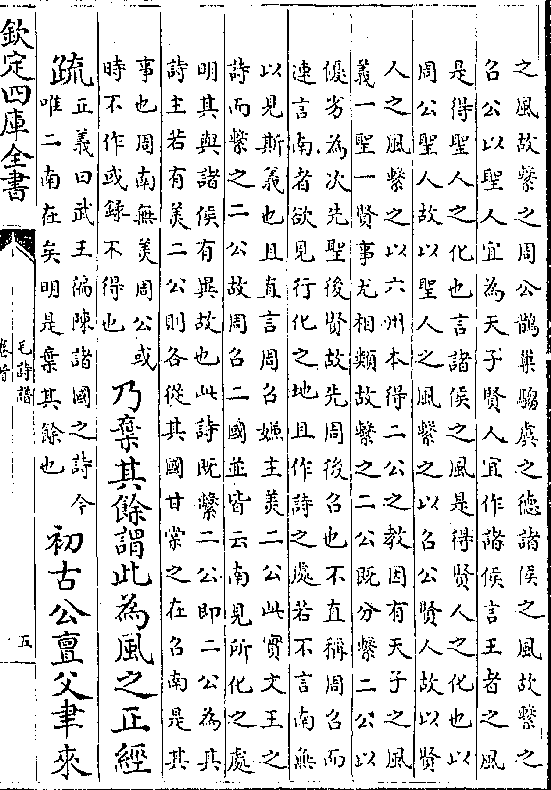 之風故繫之周公鵲巢騶虞之德諸侯之風故繫之
召公以聖人宜為天子賢人宜作諸侯言王者之風
是得聖人之化也言諸侯之風是得賢人之化也以
周公聖人故以聖人之風繫之以召公賢人故以賢
人之風繫之以六州本得二公之教因有天子之風
義一聖一賢事尤相類故繫之二公既分繫二公以
優劣為次先聖後賢故先周後召也不直稱周召而
連言南者欲見行化之地且作詩之處若不言南無
以見斯義也且直言周召嫌主美二公此實文王之
詩而繫之二公故周召二國並皆云南見所化之處
明其與諸侯有異故也此詩既繫二公即二公為其
詩主若有美二公則各從其國甘棠之在召南是其
事也周南無美周公或
時不作或錄不得也
乃棄其餘謂此為風之正經
疏
正義曰武王徧陳諸國之詩今
唯二南在矣明是棄其餘也
初古公亶父聿來
欽定四庫全書
毛詩譜
卷首
五